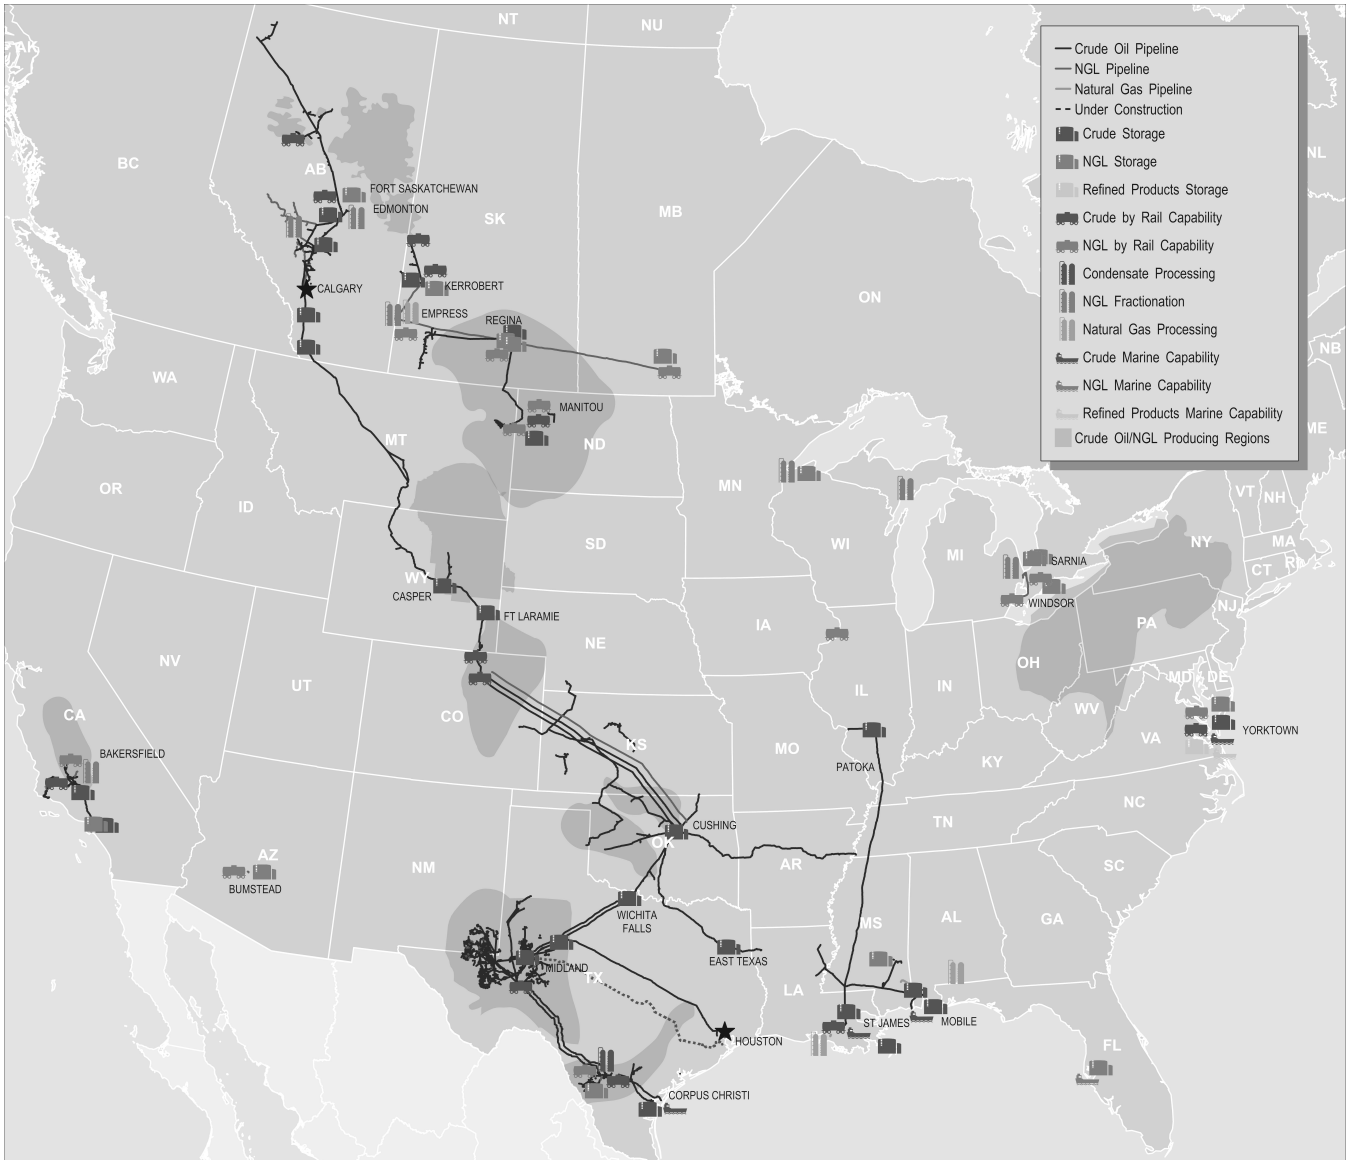 NT
NU
AK
BC
AB
SK
MB
ON
NL
NB
ME
Crude Oil Pipeline
NGL Pipeline
Natural Gas Pipeline
Under Construction
Crude Storage
NGL Storage
Refined Products Storage
Crude by Rail Capability
NGL by Rail Capability
Condensate Processing
NGL Fractionation
Natural Gas Processing
Crude Marine Capability
NGL Marine Capability
Refined Products Marine Capability
Crude Oil/NGL Producing Regions
FORT SASKATCHEWAN
EDMONTON
CALGARY
KERROBERT
EMPRESS
REGINA
MANITOU
WA
MT
ND
OR
ID
MN
VT
NH
SD
WI
MI
NY
MA
CT
RI
SARNIA
WINDSOR
WY
CASPER
FT LARAMIE
NE
IA
PA
NJ
NV
UT
CO
IL
IN
OH
MD
DE
WV
VA
YORKTOWN
CA
BAKERSFIELD
KS
MO
PATOKA
KY
NC
TN
CUSHING
OK
AR
SC
AZ
BUMSTEAD
NM
WICHITA
FALLS
MS
AL
GA
EAST TEXAS
MIDLAND
TX
LA
ST JAMES
MOBILE
HOUSTON
FL
CORPUS CHRISTI